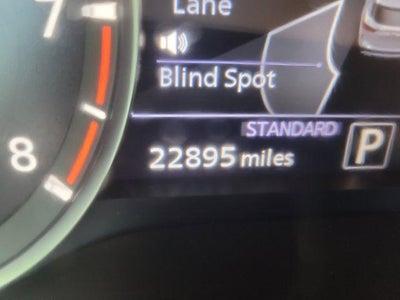 7
Lane
Blind Spot
STANDARD
8
22895 miles
P